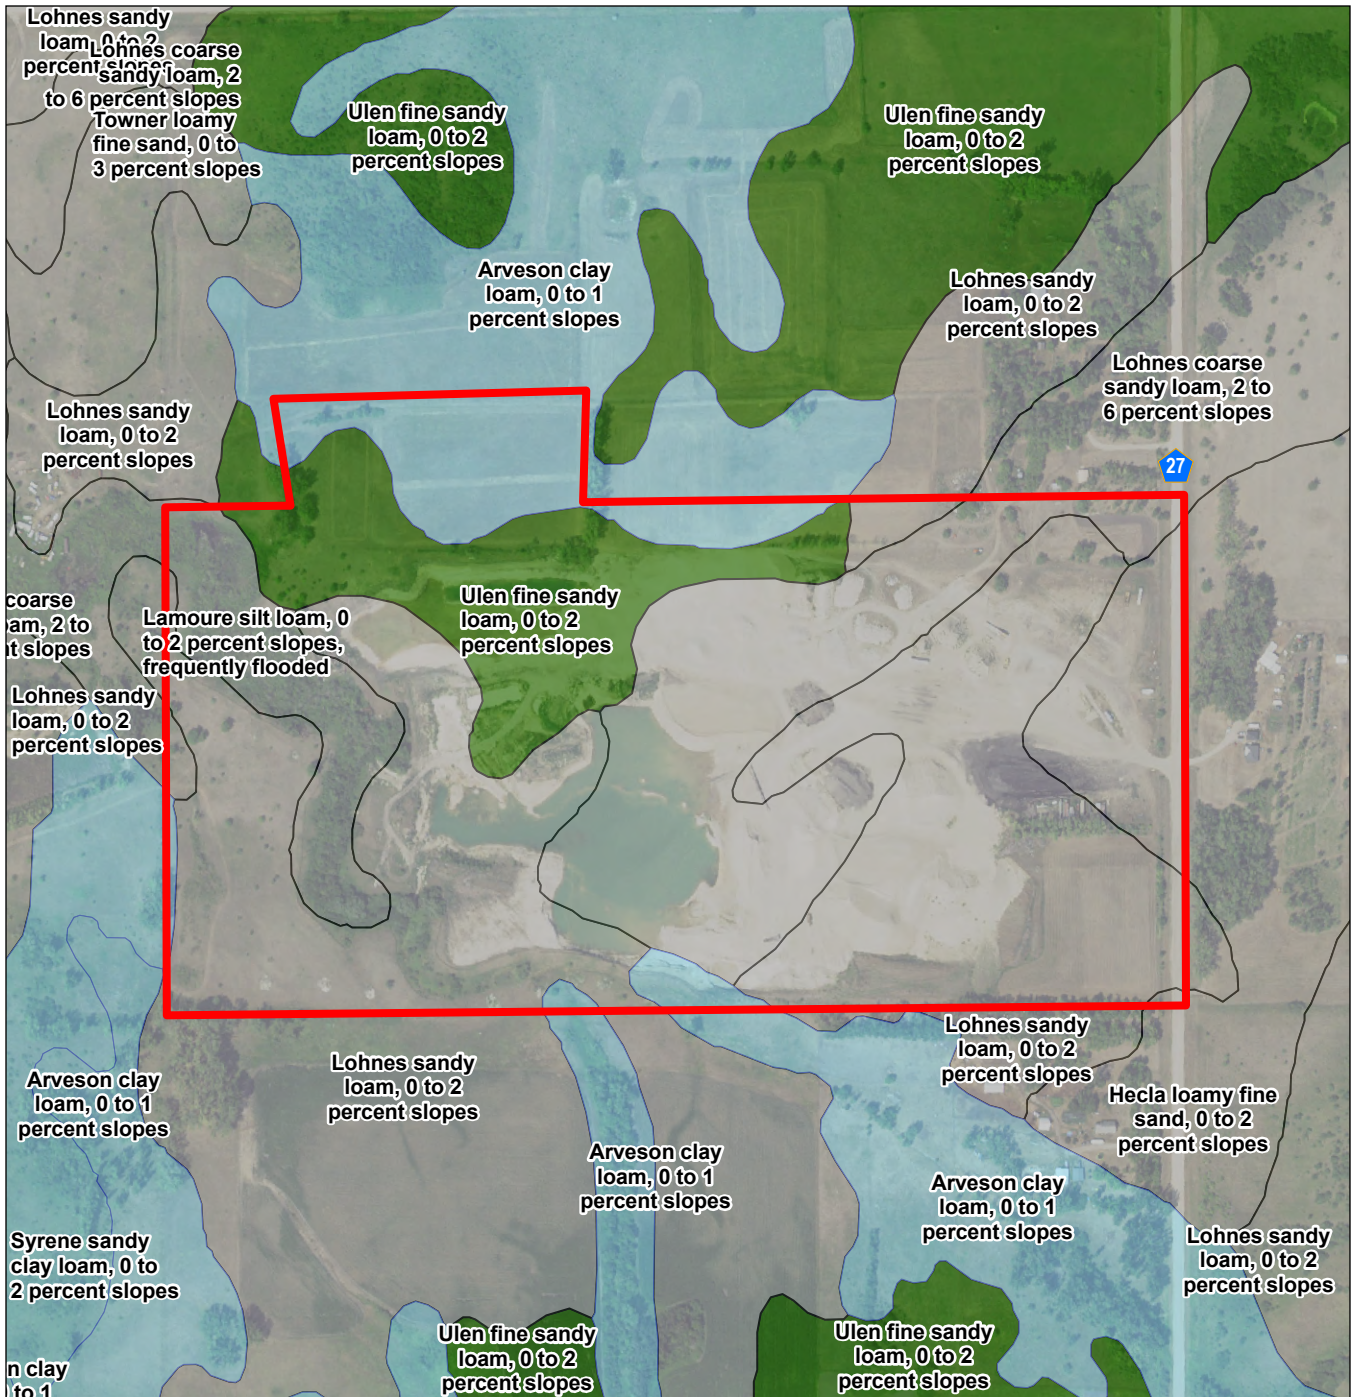 Lohnes sandy
loam, 0 to 2
percent slopes
Lohnes coarse
sandy loam, 2
to 6 percent slopes
Towner loamy
fine sand, 0 to
3 percent slopes
Ulen fine sandy
loam, 0 to 2
percent slopes
Ulen fine sandy
loam, 0 to 2
percent slopes
Arveson clay
loam, 0 to 1
percent slopes
Lohnes sandy
loam, 0 to 2
percent slopes
Lohnes coarse
sandy loam, 2 to
6 percent slopes
Lohnes sandy
loam, 0 to 2
percent slopes
27
coarse
am, 2 to
nt slopes
Lamoure silt loam, 0
to 2 percent slopes,
frequently flooded
Ulen fine sandy
loam, 0 to 2
percent slopes
Lohnes sandy
loam, 0 to 2
percent slopes
Lohnes sandy
loam, 0 to 2
percent slopes
Lohnes sandy
loam, 0 to 2
percent slopes
Arveson clay
loam, 0 to 1
percent slopes
Hecla loamy fine
sand, 0 to 2
percent slopes
Arveson clay
loam, 0 to 1
percent slopes
Arveson clay
loam, 0 to 1
percent slopes
Syrene sandy
clay loam, 0 to
2 percent slopes
Lohnes sandy
loam, 0 to 2
percent slopes
Ulen fine sandy
loam, 0 to 2
percent slopes
Ulen fine sandy
loam, 0 to 2
percent slopes
n clay
to 1